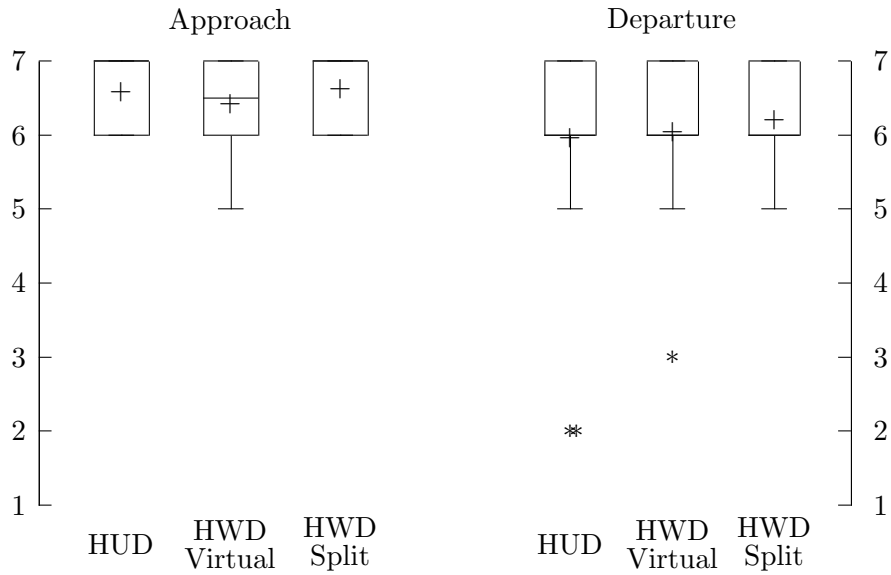 Approach
Departure
7
6
5
4
3
2
1
7
6
5
4
3
2
1
HUD
HWD
Virtual
HWD
Split
HUD
HWD
Virtual
HWD
Split